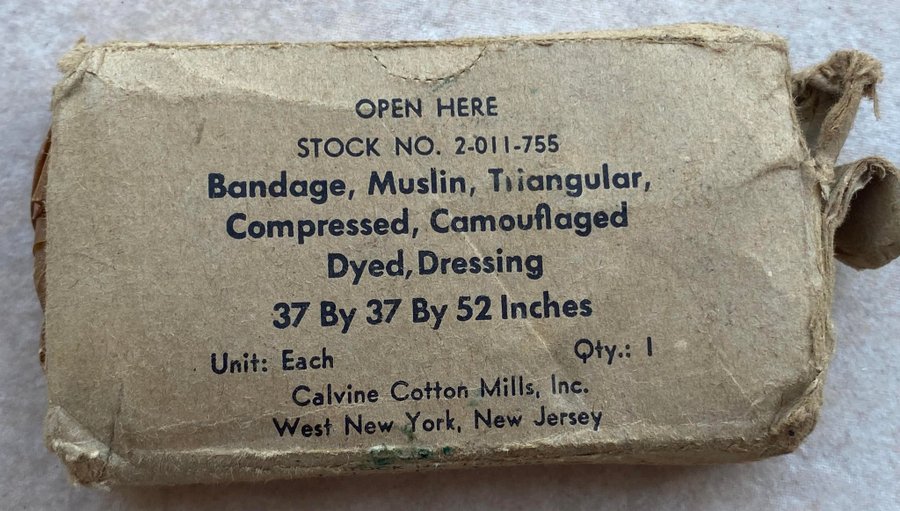 OPEN HERE
STOCK NO. 2-011-755
Bandage, Muslin, Triangular,
Compressed, Camouflaged
Dyed, Dressing
37 By 37 By 52 Inches
Unit: Each Qty.: 1
Calvine Cotton Mills, Inc.
West New York, New Jersey